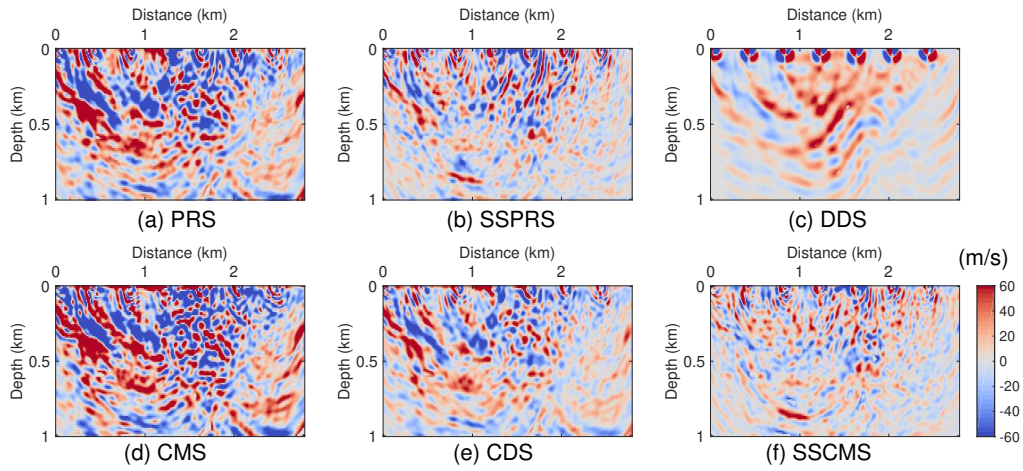 Distance (km)
Distance (km)
Distance (km)
0 1 2
0 1 2
0 1 2
Depth (km)
0
0.5
1
Depth (km)
0
0.5
1
Depth (km)
0
0.5
1
(a) PRS
(b) SSPRS
(c) DDS
Distance (km)
Distance (km)
Distance (km)
(m/s)
0 1 2
0 1 2
0 1 2
Depth (km)
0
0.5
1
Depth (km)
0
0.5
1
Depth (km)
0
0.5
1
60
40
20
0
-20
-40
-60
(d) CMS
(e) CDS
(f) SSCMS